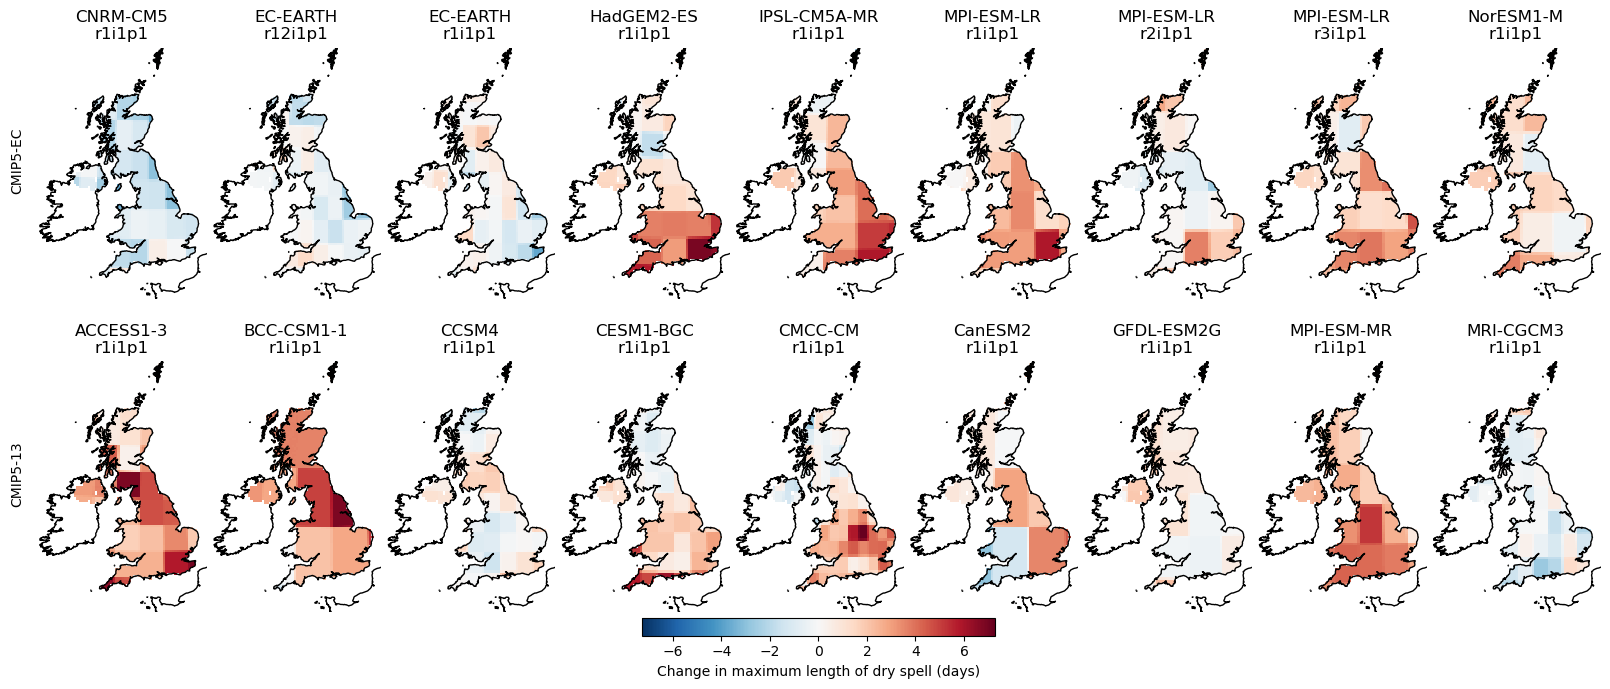 CNRM-CM5 EC-EARTH EC-EARTH HadGEM2-ES IPSL-CM5A-MR MPI-ESM-LR MPI-ESM-LR MPI-ESM-LR NorESM1-M
r1i1p1 r12i1p1 r1i1p1 r1i1p1 r1i1p1 r1i1p1 r2i1p1 r3i1p1 r1i1p1
CMIP5-EC
ACCESS1-3 BCC-CSM1-1 CCSM4 CESM1-BGC CMCC-CM CanESM2 GFDL-ESM2G MPI-ESM-MR MRI-CGCM3
r1i1p1 r1i1p1 r1i1p1 r1i1p1 r1i1p1 r1i1p1 r1i1p1 r1i1p1 r1i1p1
CMIP5-13
−6 −4 −2 0 2 4 6
Change in maximum length of dry spell (days)